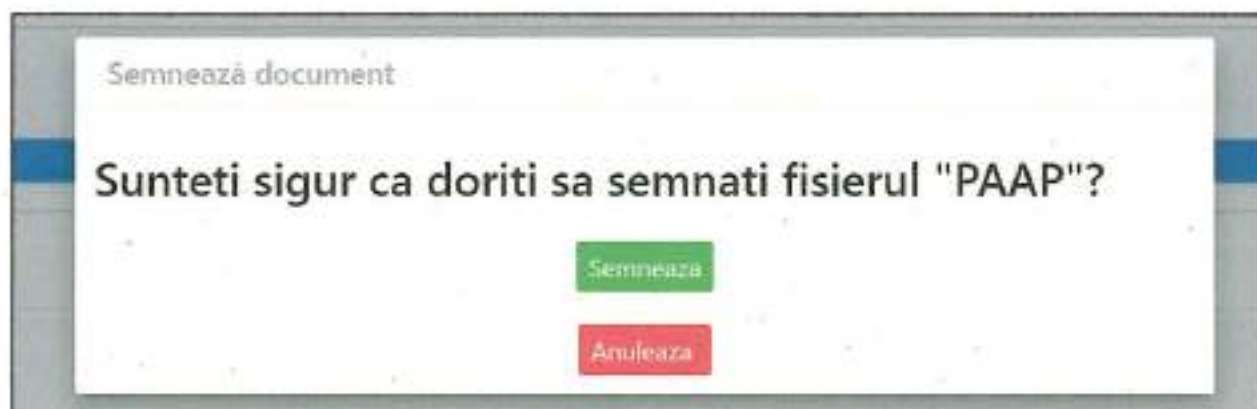 Semnează document
Sunteti sigur ca doriti sa semnati fisierul "PAAP"?
Semneaza
Anuleaza